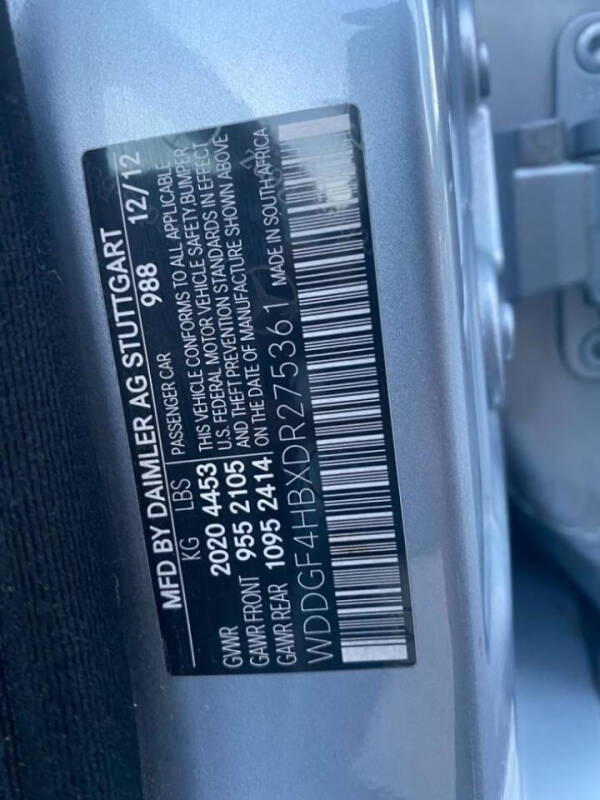 MFD BY DAIMLER AG STUTTGART
988 12/12
KG LBS PASSENGER CAR
GVWR 2020 4453 THIS VEHICLE CONFORMS TO ALL APPLICABLE
U.S. FEDERAL MOTOR VEHICLE SAFETY, BUMPER
GAWR FRONT 955 2105 AND THEFT PREVENTION STANDARDS IN EFFECT
GAWR REAR 1095 2414 ON THE DATE OF MANUFACTURE SHOWN ABOVE
WDDGF4HBXDR275361 MADE IN SOUTH AFRICA